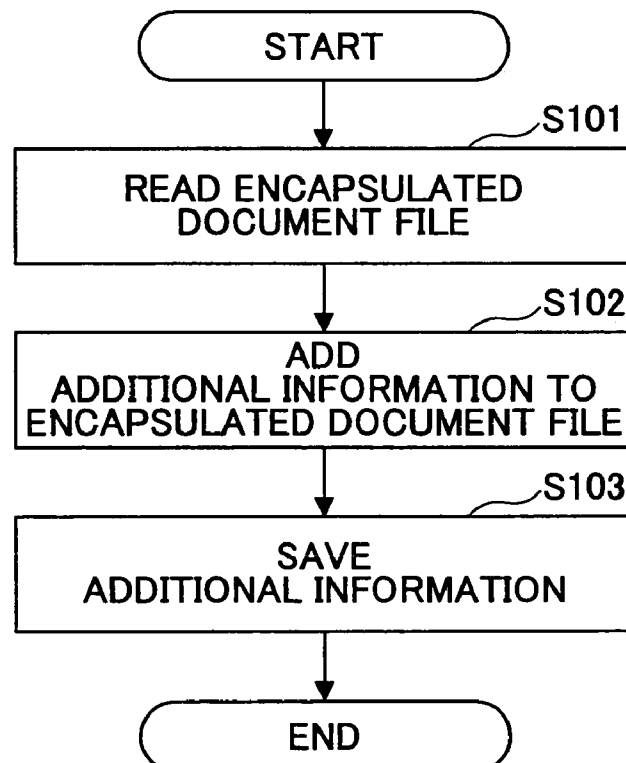 START
S101
READ ENCAPSULATED
DOCUMENT FILE
S102
ADD
ADDITIONAL INFORMATION TO
ENCAPSULATED DOCUMENT FILE
S103
SAVE
ADDITIONAL INFORMATION
END